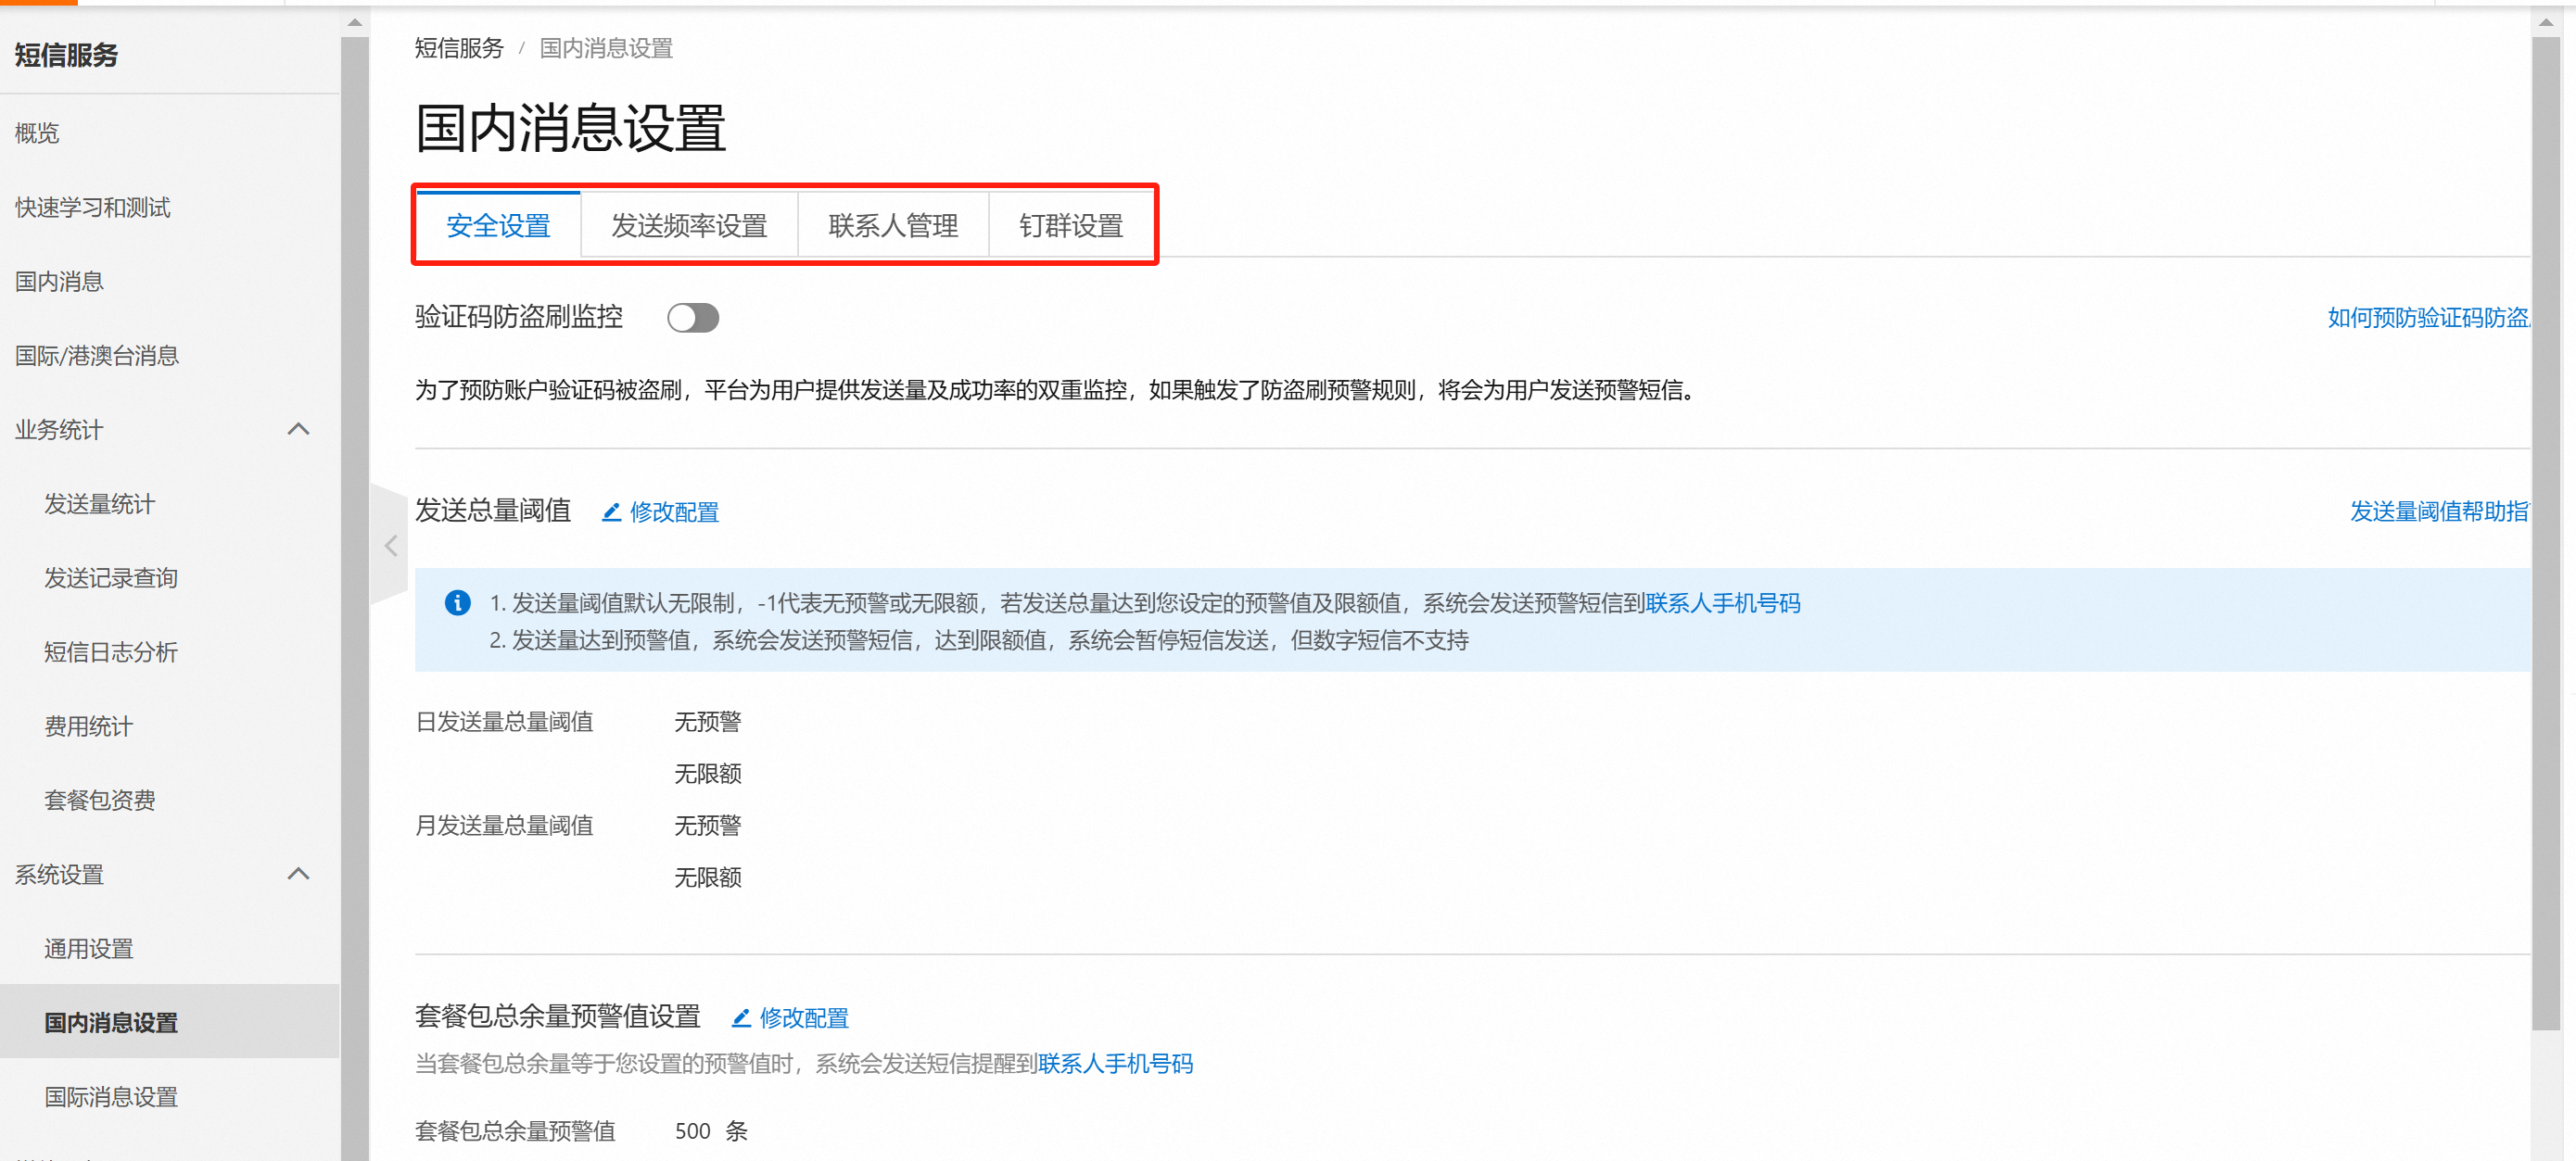 短信服务
概览
快速学习和测试
国内消息
国际/港澳台消息
业务统计
发送量统计
发送记录查询
短信日志分析
费用统计
套餐包资费
系统设置
通用设置
国内消息设置
国际消息设置
短信服务 / 国内消息设置
国内消息设置
安全设置 发送频率设置 联系人管理 钉群设置
验证码防盗刷监控 如何预防验证码防盗
为了预防账户验证码被盗刷，平台为用户提供发送量及成功率的双重监控，如果触发了防盗刷预警规则，将会为用户发送预警短信。
发送总量阈值 修改配置 发送量阈值帮助指
1. 发送量阈值默认无限制，-1代表无预警或无限额，若发送总量达到您设定的预警值及限额值，系统会发送预警短信到联系人手机号码
2. 发送量达到预警值，系统会发送预警短信，达到限额值，系统会暂停短信发送，但数字短信不支持
日发送量总量阈值 无预警
无限额
月发送量总量阈值 无预警
无限额
套餐包总余量预警值设置 修改配置
当套餐包总余量等于您设置的预警值时，系统会发送短信提醒到联系人手机号码
套餐包总余量预警值 500 条